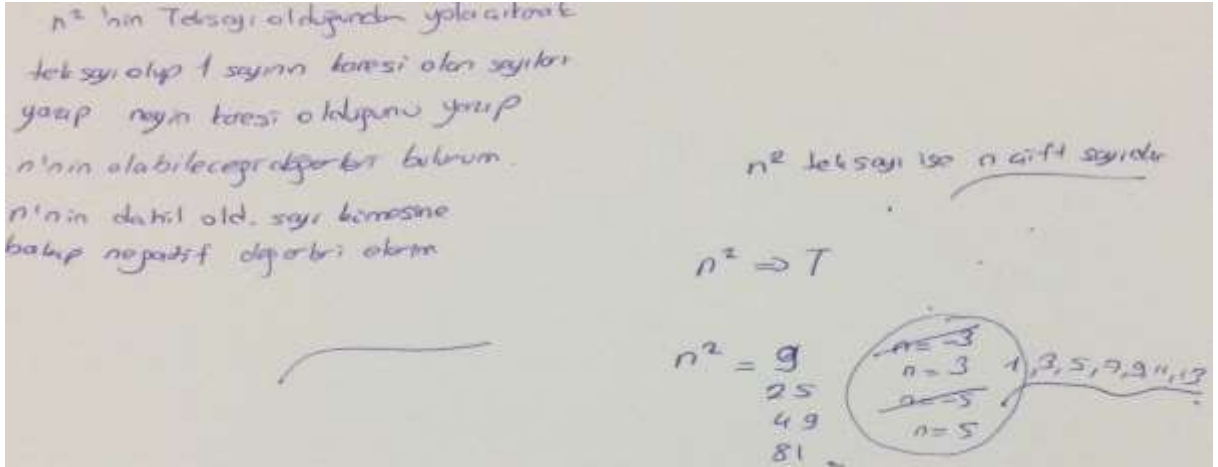 n² 'nin Teksayı olduğundan yola çıkarak
tek sayı olup 1 sayının karesi olan sayıları
yazıp neyin karesi olduğunu yazıp
n'nin olabileceği değerleri bulurum.
n'nin dahil old. sayı kümesine
bakıp negatif değerleri atarım
n² tek sayı ise n çift sayıdır
n² ⇒ T
n² = 9
25
49
81
n = -3
n = 3
n = -5
n = 5
1, 3, 5, 7, 9, 11, 13